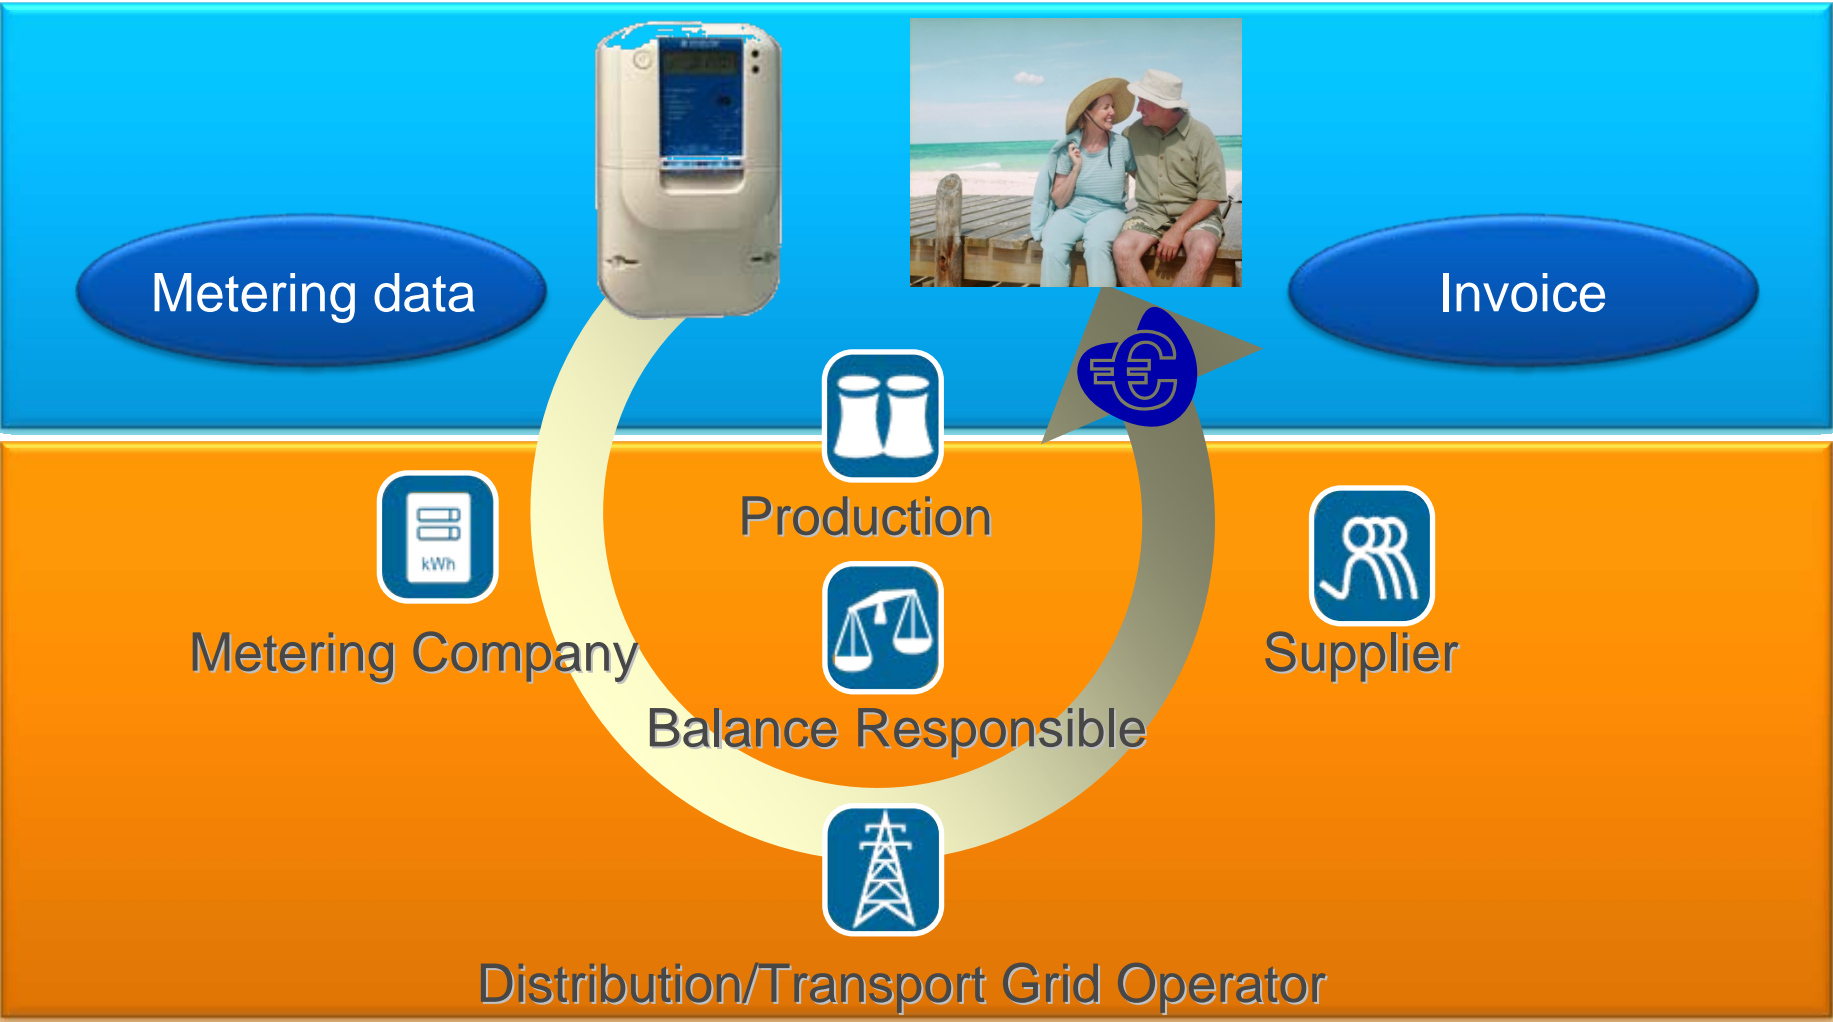 Metering data
Invoice
€
Production
kWh
Metering Company
Supplier
Balance Responsible
Distribution/Transport Grid Operator